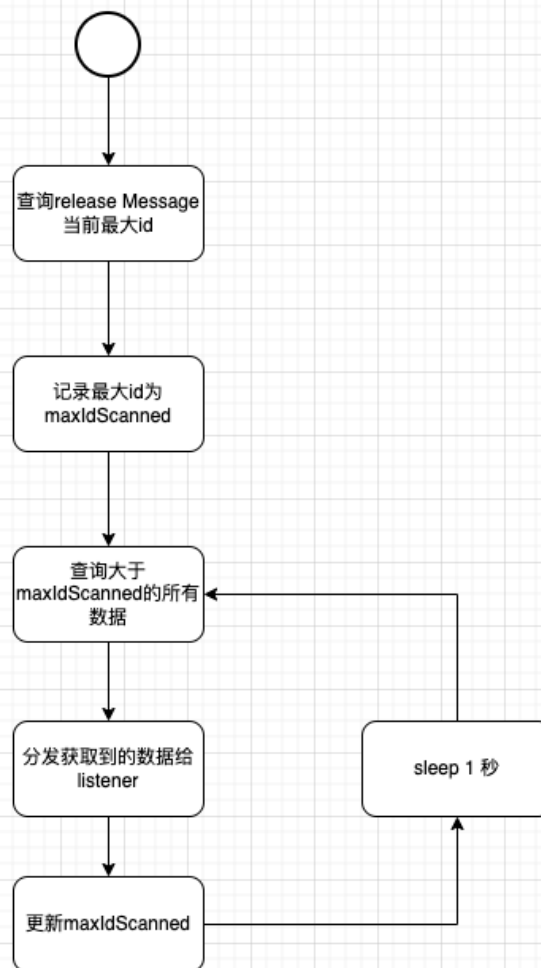 查询release Message
当前最大id
记录最大id为
maxIdScanned
查询大于
maxIdScanned的所有
数据
分发获取到的数据给
listener
sleep 1 秒
更新maxIdScanned